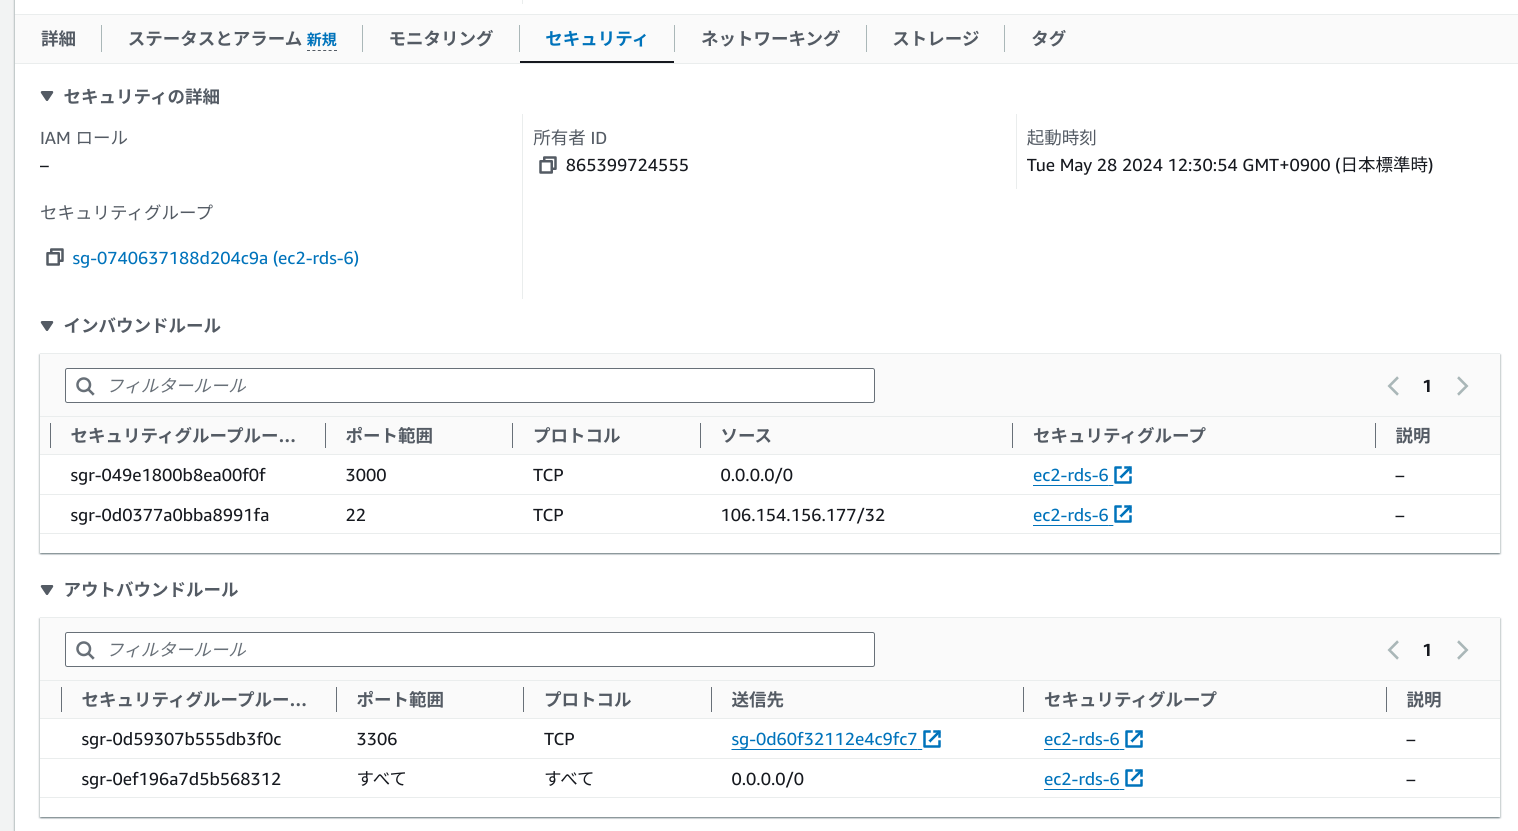 詳細 ステータスとアラーム 新規 モニタリング セキュリティ ネットワーキング ストレージ タグ
▼ セキュリティの詳細
IAM ロール
–
所有者 ID
865399724555
起動時刻
Tue May 28 2024 12:30:54 GMT+0900 (日本標準時)
セキュリティグループ
sg-0740637188d204c9a (ec2-rds-6)
▼ インバウンドルール
フィルタールール
1
セキュリティグループルー... ポート範囲 プロトコル ソース セキュリティグループ 説明
sgr-049e1800b8ea00f0f 3000 TCP 0.0.0.0/0 ec2-rds-6 –
sgr-0d0377a0bba8991fa 22 TCP 106.154.156.177/32 ec2-rds-6 –
▼ アウトバウンドルール
フィルタールール
1
セキュリティグループルー... ポート範囲 プロトコル 送信先 セキュリティグループ 説明
sgr-0d59307b555db3f0c 3306 TCP sg-0d60f32112e4c9fc7 ec2-rds-6 –
sgr-0ef196a7d5b568312 すべて すべて 0.0.0.0/0 ec2-rds-6 –